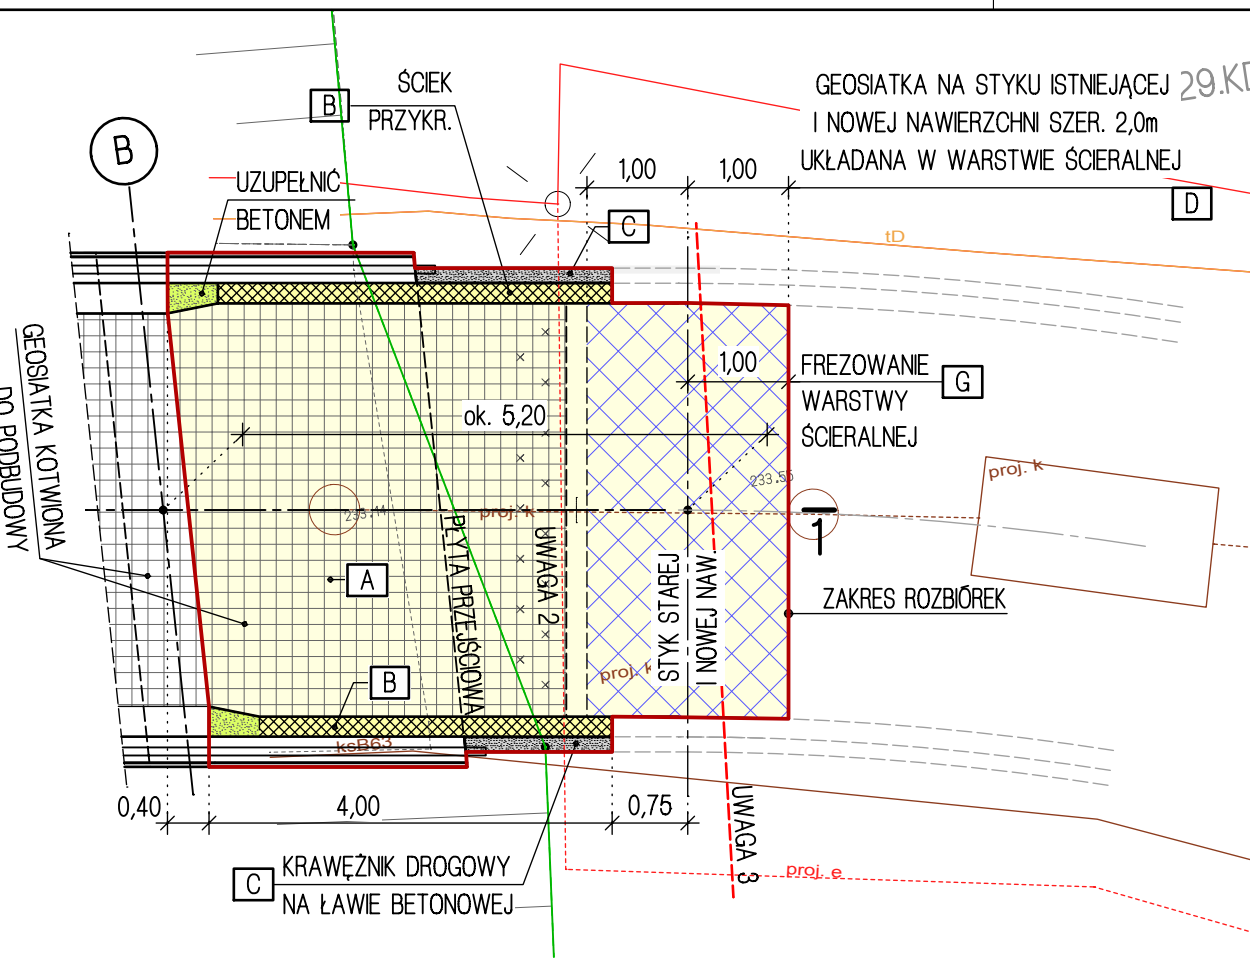 ŚCIEK
PRZYKR.
B
GEOSIATKA NA STYKU ISTNIEJĄCEJ
I NOWEJ NAWIERZCHNI SZER. 2,0m
UKŁADANA W WARSTWIE ŚCIERALNEJ
29.KD
D
B
UZUPEŁNIĆ
BETONEM
1,00
1,00
C
tD
GEOSIATKA KOTWIONA
DO PODBUDOWY
1,00
FREZOWANIE
WARSTWY
ŚCIERALNEJ
G
ok. 5,20
233.55
proj. k
proj. k
1
PŁYTA PRZEJŚCIOWA
UWAGA 2
STYK STAREJ
I NOWEJ NAW.
A
ZAKRES ROZBIÓREK
proj. k
B
ksB63
0,40
4,00
0,75
UWAGA 3
C
KRAWĘŻNIK DROGOWY
NA ŁAWIE BETONOWEJ
proj. e